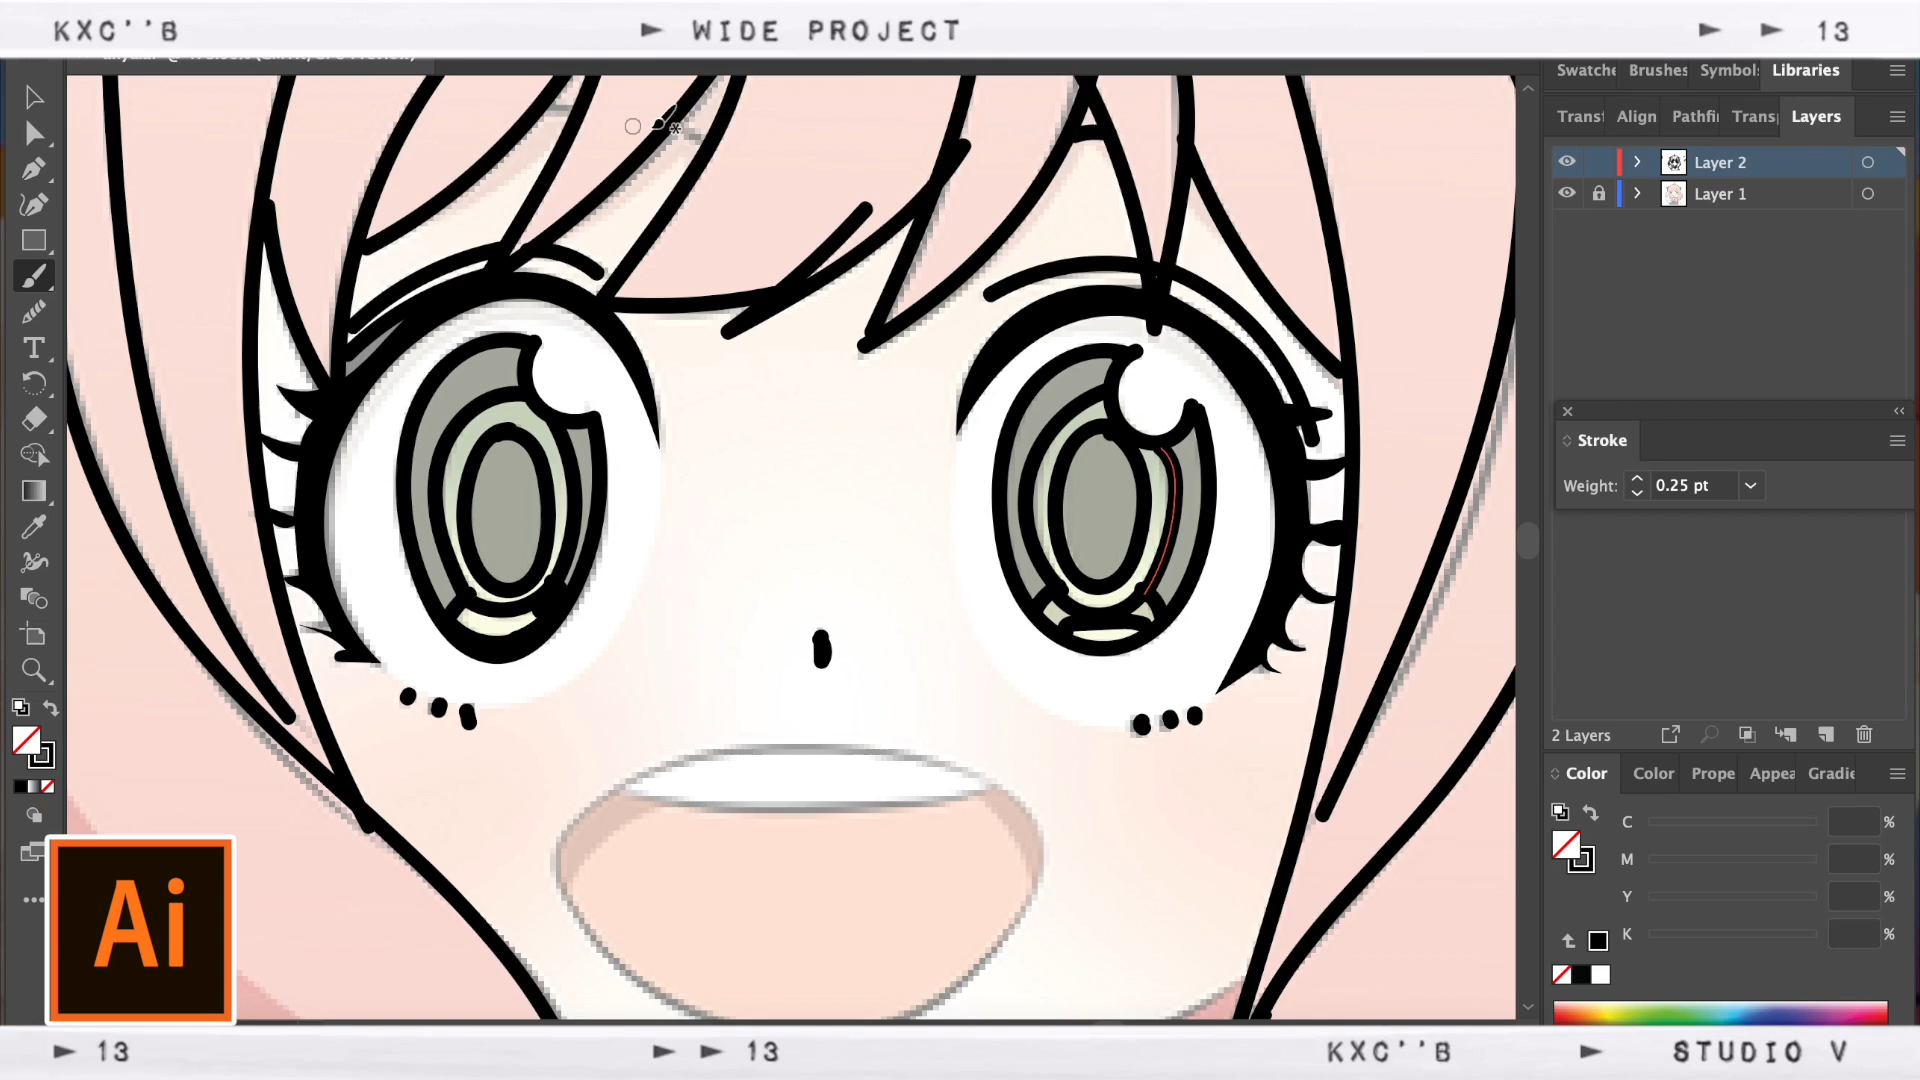 KXC''B ► WIDE PROJECT ► ► 13
Swatche Brushes Symbol: Libraries
Transf Align Pathfi Trans Layers
Layer 2
Layer 1
Stroke
Weight: 0.25 pt
2 Layers
Color Color Prope Appea Gradie
C %
M %
Y %
K %
Ai
► 13 ► ► 13 KXC''B ► STUDIO V